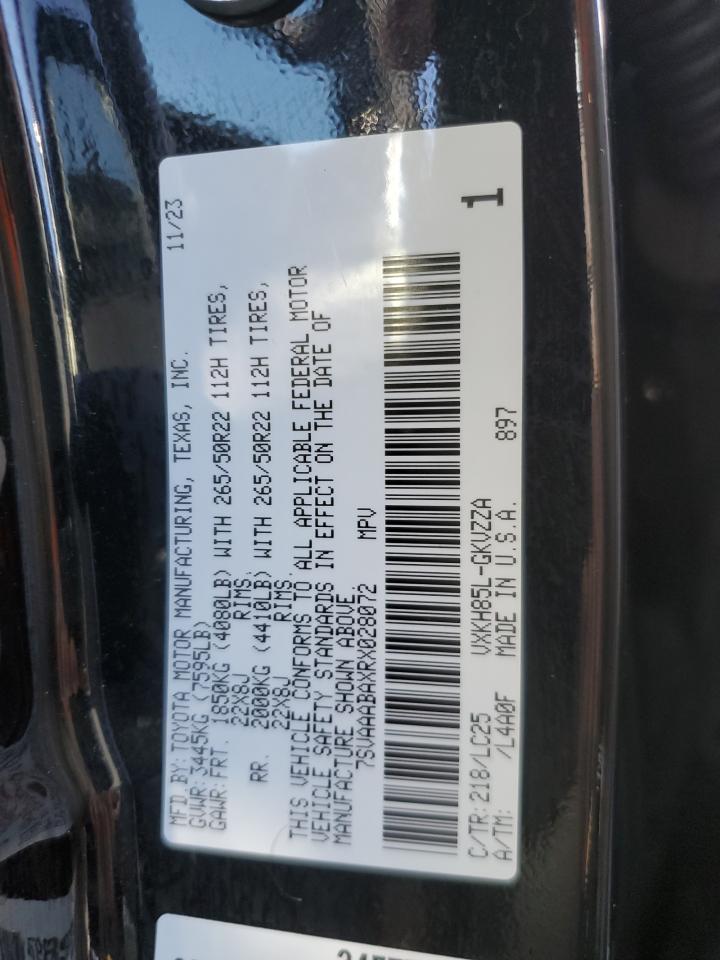 MFD.BY:TOYOTA MOTOR MANUFACTURING, TEXAS, INC. 11/23
GVWR:3445KG (7595LB)
GAWR:FRT. 1850KG (4080LB) WITH 265/50R22 112H TIRES,
22X8J RIMS,
RR. 2000KG (4410LB) WITH 265/50R22 112H TIRES,
22X8J RIMS.
THIS VEHICLE CONFORMS TO ALL APPLICABLE FEDERAL MOTOR
VEHICLE SAFETY STANDARDS IN EFFECT ON THE DATE OF
MANUFACTURE SHOWN ABOVE.
7SVAAABAXRX028072 MPV
1
C/TR:218/LC25 VXKH85L-GKVZZA 897
A/TM: /L4A0F MADE IN U.S.A.